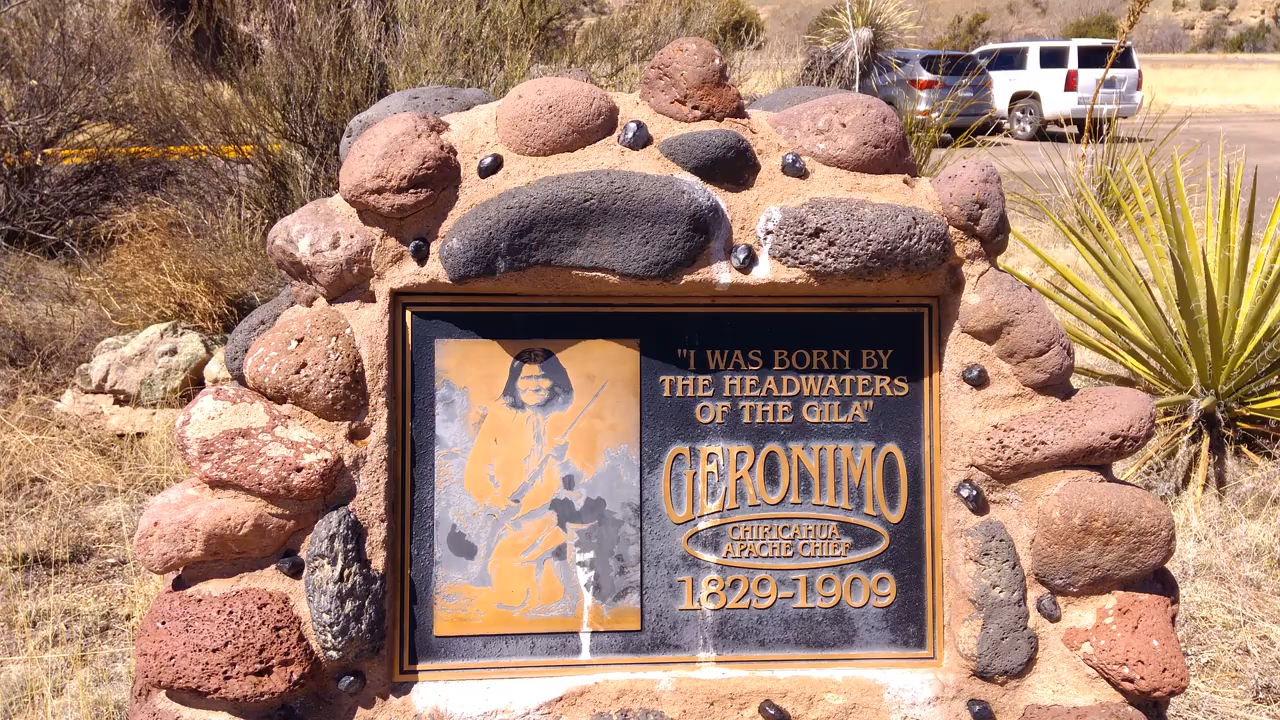 "I WAS BORN BY
THE HEADWATERS
OF THE GILA"
GERONIMO
CHIRICAHUA
APACHE CHIEF
1829-1909